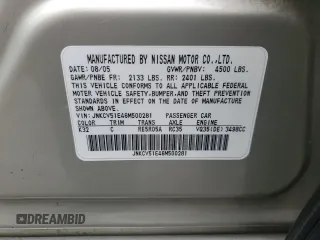 MANUFACTURED BY NISSAN MOTOR CO.,LTD.
DATE 08/05 GVWR/PNBV: 4500 LBS.
GAWR/PNBE FR: 2133 LBS. RR: 2401 LBS.
THIS VEHICLE CONFORMS TO ALL APPLICABLE FEDERAL
MOTOR VEHICLE SAFETY,BUMPER,AND THEFT PREVENTION
STANDARDS IN EFFECT ON THE DATE OF MANUFACTURE
SHOWN ABOVE.
VIN: JNKCV51E46M500281 PASSENGER CAR
COLOR TRIM TRANS AXLE ENGINE
K32 C RE5R05A RC35 VQ35(DE) 3498CC
JNKCV51E46M500281
AUTOBIDMASTER